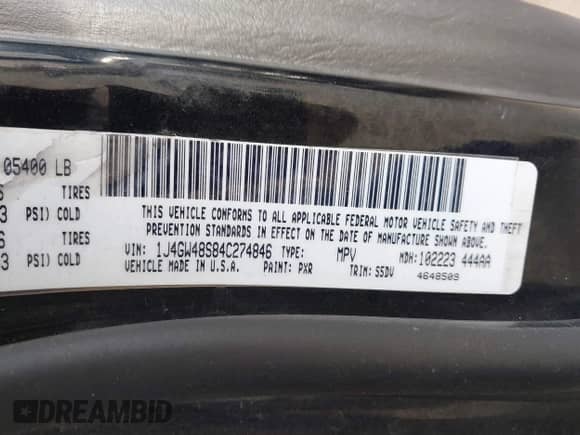 05400 LB
TIRES
PSI) COLD
TIRES
PSI) COLD
THIS VEHICLE CONFORMS TO ALL APPLICABLE FEDERAL MOTOR VEHICLE SAFETY AND THEFT
PREVENTION STANDARDS IN EFFECT ON THE DATE OF MANUFACTURE SHOWN ABOVE.
VIN: 1J4GW48S84C274846 TYPE: MPV MDH: 102223 444AA
VEHICLE MADE IN U.S.A. PAINT: PXR TRIM: S5DV 4648509
DREAMBID